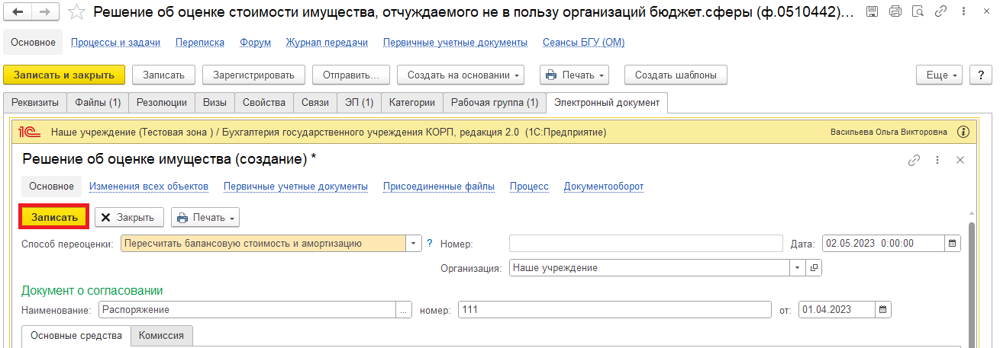 Решение об оценке стоимости имущества, отчуждаемого не в пользу организаций бюджет.сферы (ф.0510442)...
Основное Процессы и задачи Переписка Форум Журнал передачи Первичные учетные документы Сеансы БГУ (ОМ)
Записать и закрыть Записать Зарегистрировать Отправить... Создать на основании Печать Создать шаблоны Еще ?
Реквизиты Файлы (1) Резолюции Визы Свойства Связи ЭП (1) Категории Рабочая группа (1) Электронный документ
1С Наше учреждение (Тестовая зона ) / Бухгалтерия государственного учреждения КОРП, редакция 2.0 (1С:Предприятие) Васильева Ольга Викторовна
Решение об оценке имущества (создание) *
Основное Изменения всех объектов Первичные учетные документы Присоединенные файлы Процесс Документооборот
Записать Закрыть Печать
Способ переоценки: Пересчитать балансовую стоимость и амортизацию ? Номер: Дата: 02.05.2023 0:00:00
Организация: Наше учреждение
Документ о согласовании
Наименование: Распоряжение ... номер: 111 от: 01.04.2023
Основные средства Комиссия